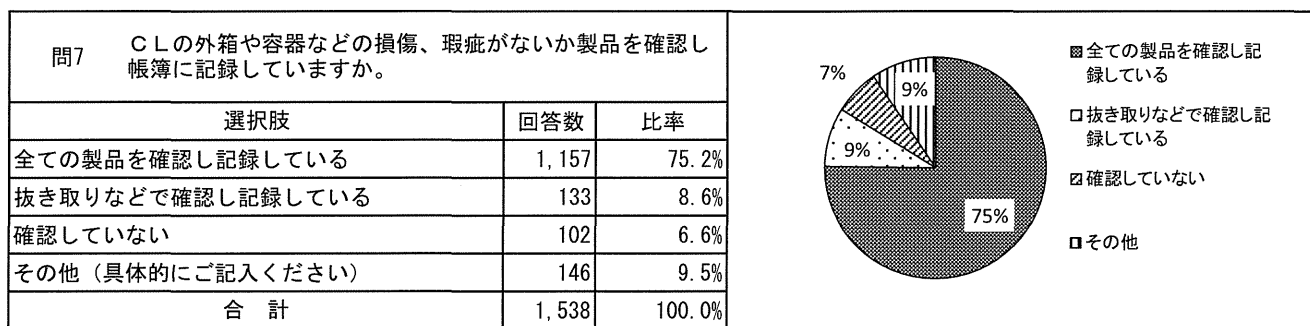 問7 ＣＬの外箱や容器などの損傷、瑕疵がないか製品を確認し
帳簿に記録していますか。
選択肢 回答数 比率
全ての製品を確認し記録している 1,157 75.2%
抜き取りなどで確認し記録している 133 8.6%
確認していない 102 6.6%
その他（具体的にご記入ください） 146 9.5%
合 計 1,538 100.0%
7%
9%
9%
75%
全ての製品を確認し記
録している
抜き取りなどで確認し記
録している
確認していない
その他